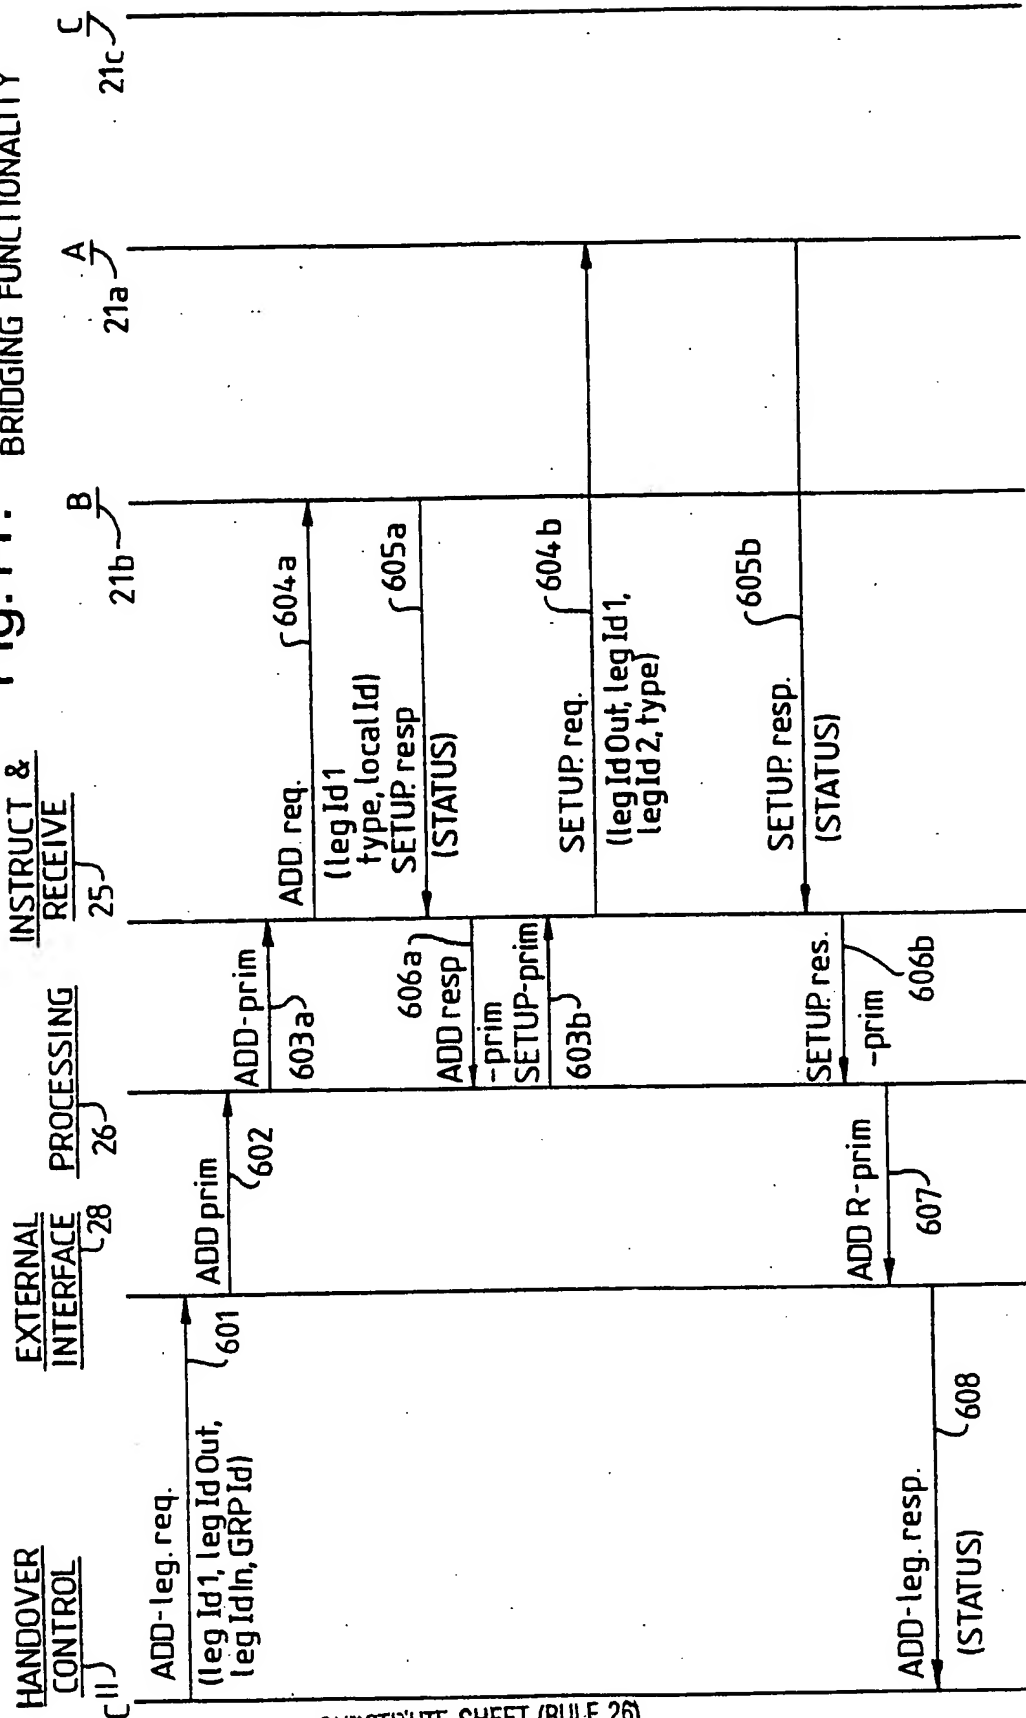 Fig.11. BRIDGING FUNCTIONALITY
HANDOVER
CONTROL
C11
EXTERNAL
INTERFACE
28
PROCESSING
26
INSTRUCT &
RECEIVE
25
B
21b
A
21a
C
21c
ADD-leg. req.
(leg Id1, leg Id Out,
leg IdIn, GRPId)
601
ADD prim
602
ADD-prim
603a
ADD req.
604a
(leg Id1
type, localId)
SETUP. resp
605a
(STATUS)
606a
ADD resp
-prim
SETUP-prim
603b
SETUP. req.
604b
(leg Id Out, leg Id1,
leg Id 2, type)
SETUP. resp.
605b
(STATUS)
SETUP. res.
-prim
606b
ADD R-prim
607
ADD-leg. resp.
608
(STATUS)
SUBSTITUTE SHEET (RULE 26)